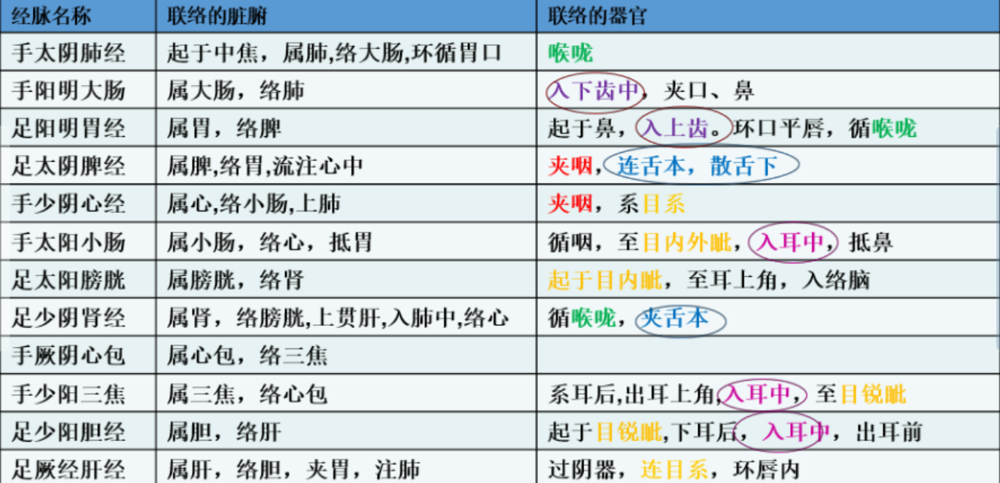 经脉名称 联络的脏腑 联络的器官
手太阴肺经 起于中焦，属肺,络大肠,环循胃口 喉咙
手阳明大肠 属大肠，络肺 入下齿中，夹口、鼻
足阳明胃经 属胃，络脾 起于鼻，入上齿。环口平唇，循喉咙
足太阴脾经 属脾,络胃,流注心中 夹咽，连舌本，散舌下
手少阴心经 属心,络小肠,上肺 夹咽，系目系
手太阳小肠 属小肠，络心，抵胃 循咽，至目内外眦，入耳中，抵鼻
足太阳膀胱 属膀胱，络肾 起于目内眦，至耳上角，入络脑
足少阴肾经 属肾，络膀胱,上贯肝,入肺中,络心 循喉咙，夹舌本
手厥阴心包 属心包，络三焦
手少阳三焦 属三焦，络心包 系耳后,出耳上角,入耳中，至目锐眦
足少阳胆经 属胆，络肝 起于目锐眦,下耳后，入耳中，出耳前
足厥经肝经 属肝，络胆，夹胃，注肺 过阴器，连目系，环唇内